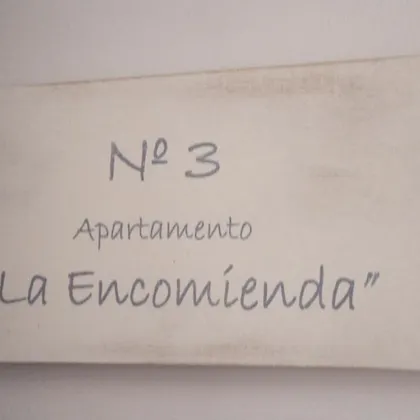 Nº 3
Apartamento
La Encomienda”